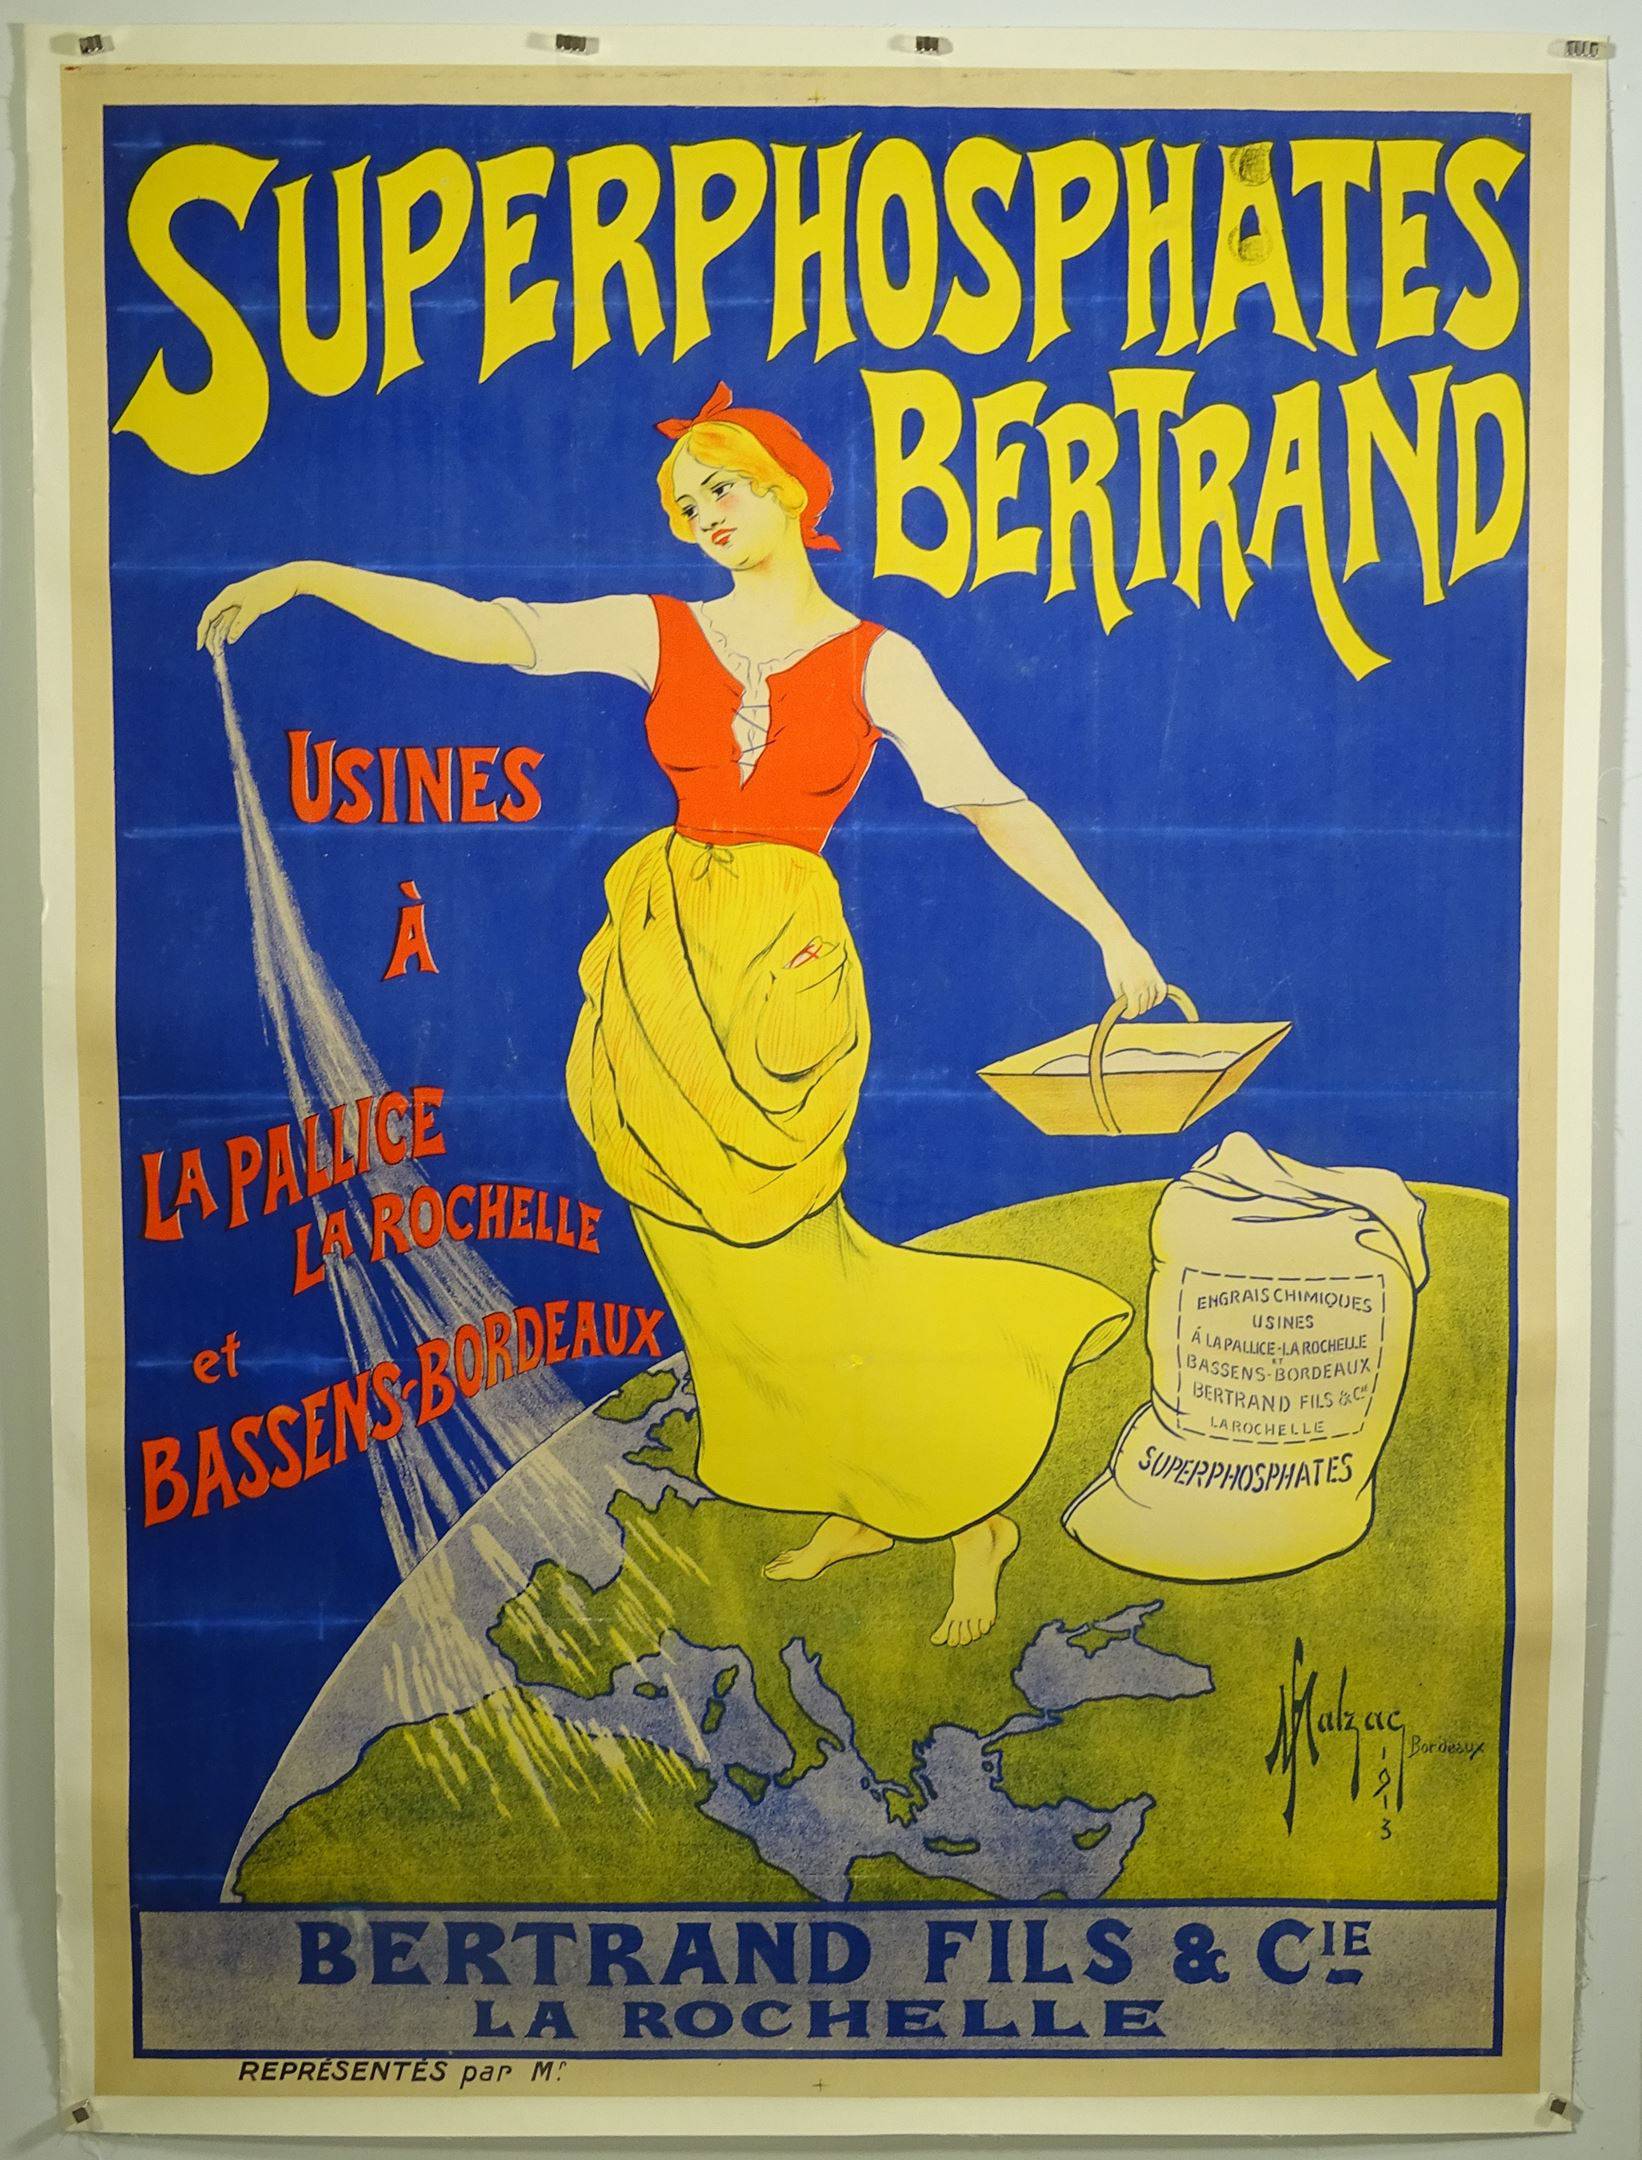 SUPERPHOSPHATES
BERTRAND
USINES
À
LA PALLICE
LA ROCHELLE
et
BASSENS-BORDEAUX
ENGRAIS CHIMIQUES
USINES
À LA PALLICE-LA ROCHELLE
ET
BASSENS-BORDEAUX
BERTRAND FILS & Cie
LA ROCHELLE
SUPERPHOSPHATES
Malzac
Bordeaux
1913
BERTRAND FILS & CIE
LA ROCHELLE
REPRÉSENTÉS par Mr